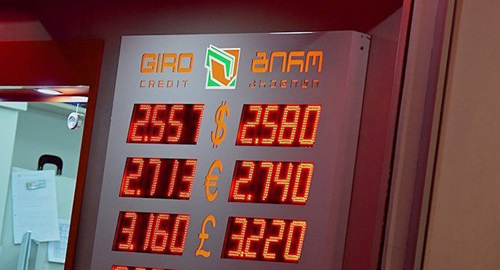 GIRO
CREDIT
2.557 $ 2.580
2.713 € 2.740
3.160 £ 3.220